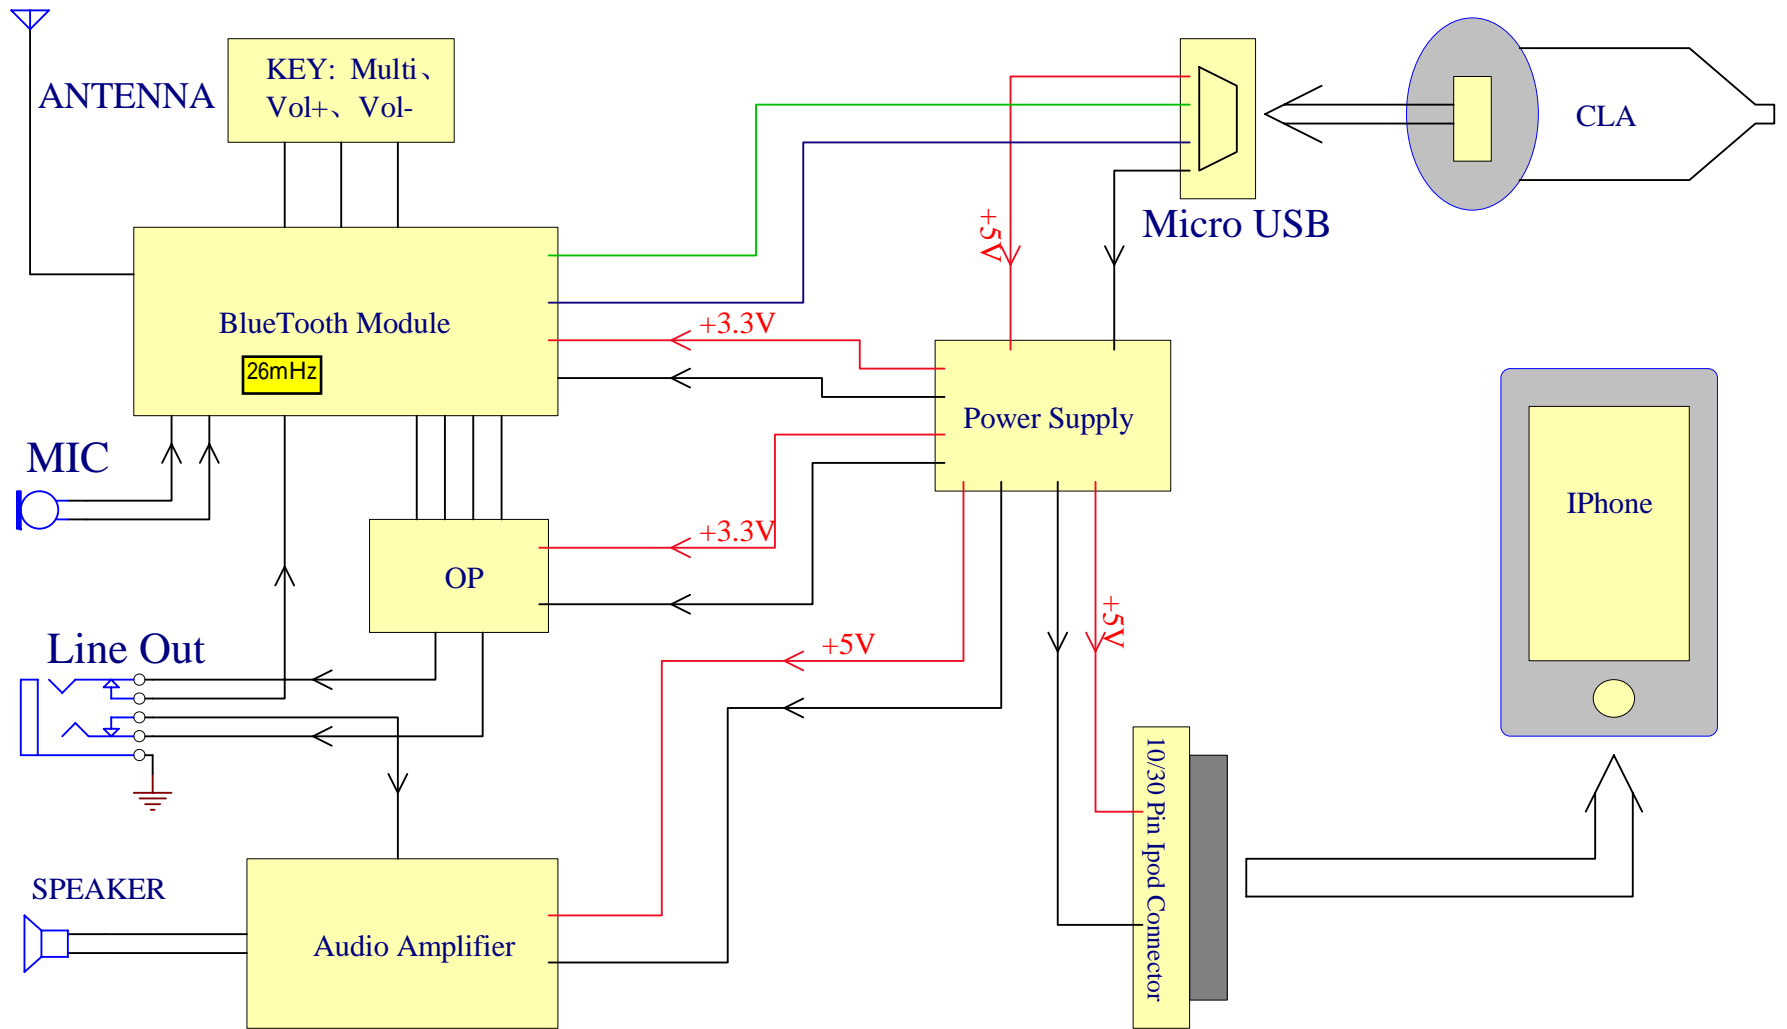 ANTENNA
KEY: Multi、
Vol+、Vol-
CLA
Micro USB
+5V
BlueTooth Module
+3.3V
26mHz
Power Supply
MIC
IPhone
+3.3V
OP
+5V
+5V
Line Out
10/30 Pin Ipod Connector
SPEAKER
Audio Amplifier